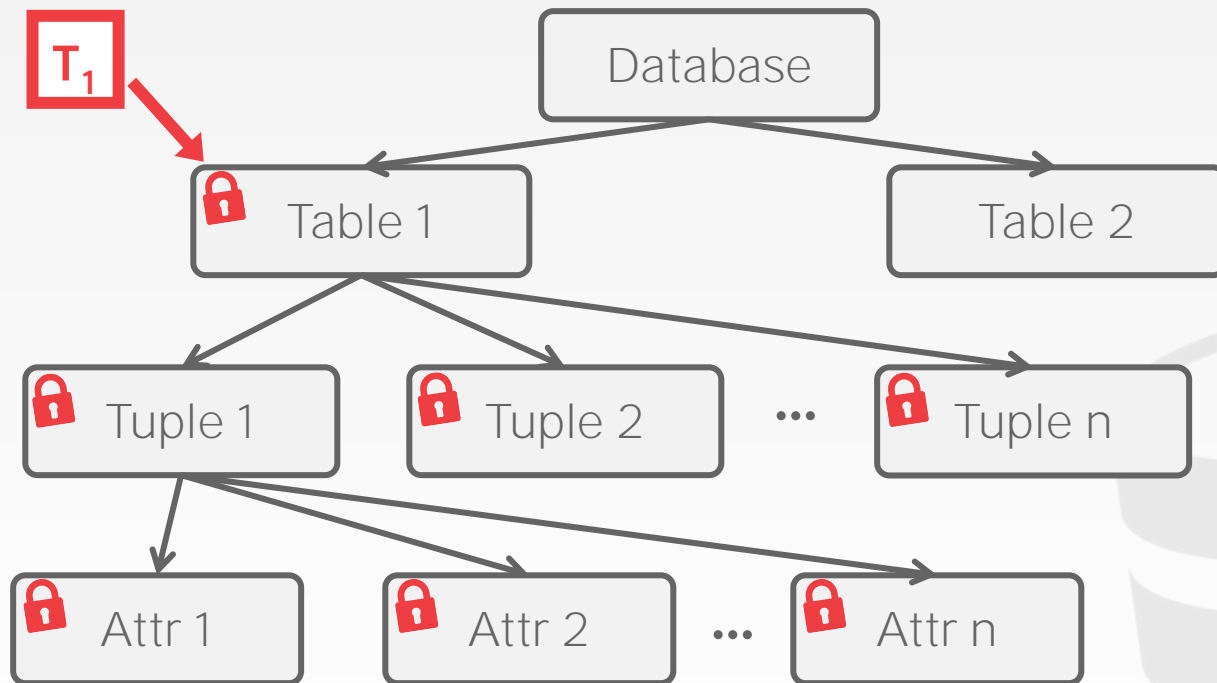 T1
Database
Table 1
Table 2
Tuple 1
Tuple 2
...
Tuple n
Attr 1
Attr 2
...
Attr n